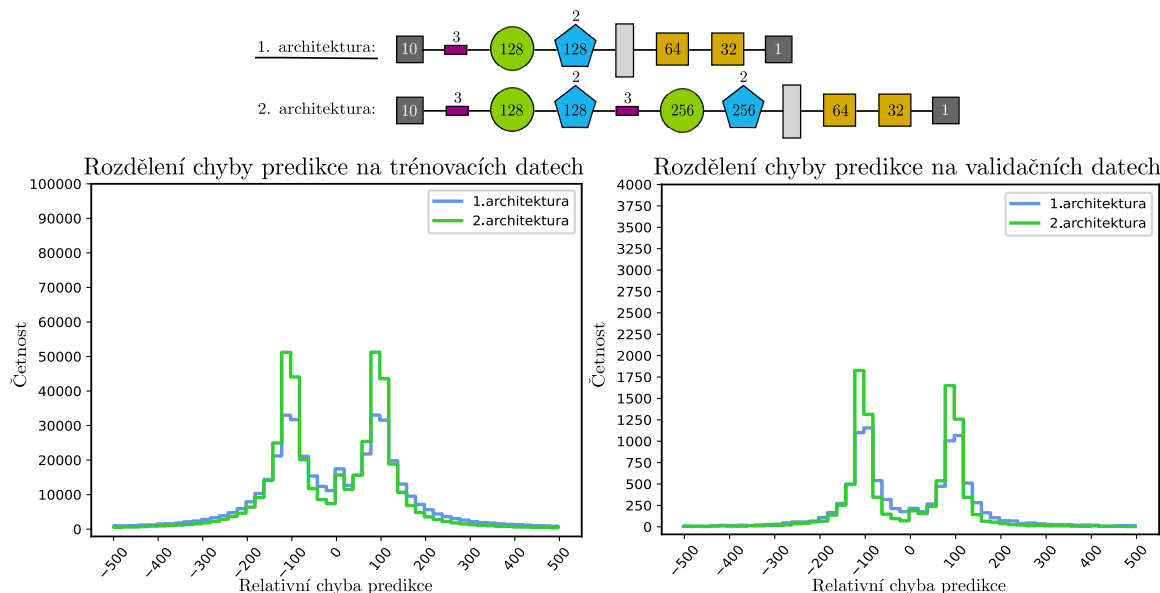 2
3
1. architektura: 10 128 128 64 32 1
2 2
3 3
2. architektura: 10 128 128 256 256 64 32 1
Rozdělení chyby predikce na trénovacích datech
100000
90000
80000
70000
60000
50000
40000
30000
20000
10000
0
Četnost
1.architektura
2.architektura
−500 −400 −300 −200 −100 0 100 200 300 400 500
Relativní chyba predikce
Rozdělení chyby predikce na validačních datech
4000
3750
3500
3250
3000
2750
2500
2250
2000
1750
1500
1250
1000
750
500
250
0
Četnost
1.architektura
2.architektura
−500 −400 −300 −200 −100 0 100 200 300 400 500
Relativní chyba predikce